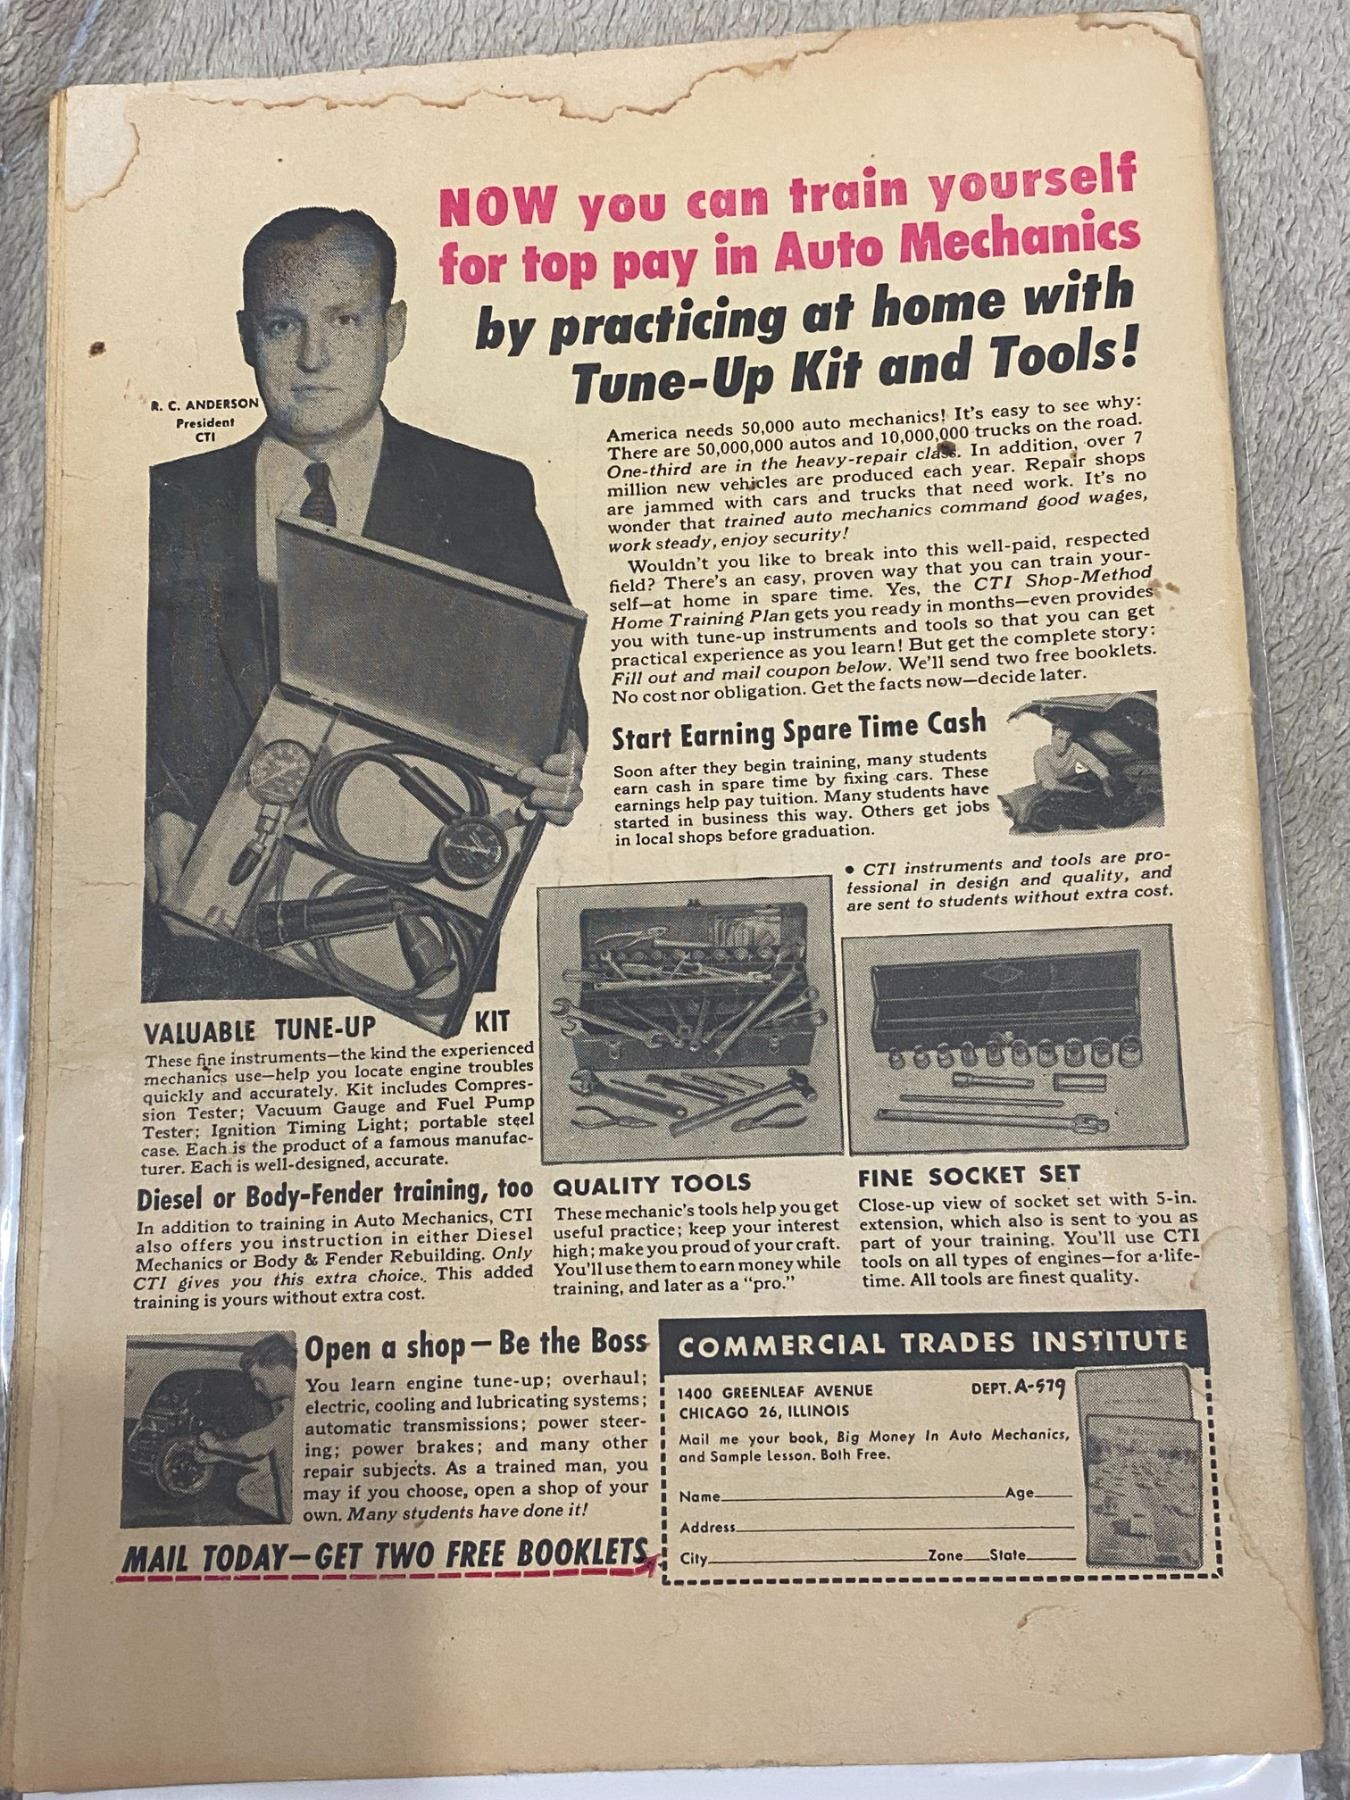 NOW you can train yourself
for top pay in Auto Mechanics
by practicing at home with
Tune-Up Kit and Tools!
R. C. ANDERSON
President
CTI
America needs 50,000 auto mechanics! It's easy to see why:
There are 50,000,000 autos and 10,000,000 trucks on the road.
One-third are in the heavy-repair class. In addition, over 7
million new vehicles are produced each year. Repair shops
are jammed with cars and trucks that need work. It's no
wonder that trained auto mechanics command good wages,
work steady, enjoy security!
Wouldn't you like to break into this well-paid, respected
field? There's an easy, proven way that you can train your-
self—at home in spare time. Yes, the CTI Shop-Method
Home Training Plan gets you ready in months—even provides
you with tune-up instruments and tools so that you can get
practical experience as you learn! But get the complete story:
Fill out and mail coupon below. We'll send two free booklets.
No cost nor obligation. Get the facts now—decide later.
Start Earning Spare Time Cash
Soon after they begin training, many students
earn cash in spare time by fixing cars. These
earnings help pay tuition. Many students have
started in business this way. Others get jobs
in local shops before graduation.
• CTI instruments and tools are pro-
fessional in design and quality, and
are sent to students without extra cost.
VALUABLE TUNE-UP KIT
These fine instruments—the kind the experienced
mechanics use—help you locate engine troubles
quickly and accurately. Kit includes Compres-
sion Tester; Vacuum Gauge and Fuel Pump
Tester; Ignition Timing Light; portable steel
case. Each is the product of a famous manufac-
turer. Each is well-designed, accurate.
Diesel or Body-Fender training, too
In addition to training in Auto Mechanics, CTI
also offers you instruction in either Diesel
Mechanics or Body & Fender Rebuilding. Only
CTI gives you this extra choice. This added
training is yours without extra cost.
QUALITY TOOLS
These mechanic's tools help you get
useful practice; keep your interest
high; make you proud of your craft.
You'll use them to earn money while
training, and later as a "pro."
FINE SOCKET SET
Close-up view of socket set with 5-in.
extension, which also is sent to you as
part of your training. You'll use CTI
tools on all types of engines—for a life-
time. All tools are finest quality.
Open a shop—Be the Boss
You learn engine tune-up; overhaul;
electric, cooling and lubricating systems;
automatic transmissions; power steer-
ing; power brakes; and many other
repair subjects. As a trained man, you
may if you choose, open a shop of your
own. Many students have done it!
MAIL TODAY—GET TWO FREE BOOKLETS
COMMERCIAL TRADES INSTITUTE
1400 GREENLEAF AVENUE DEPT. A-579
CHICAGO 26, ILLINOIS
Mail me your book, Big Money In Auto Mechanics,
and Sample Lesson. Both Free.
Name Age
Address
City Zone State